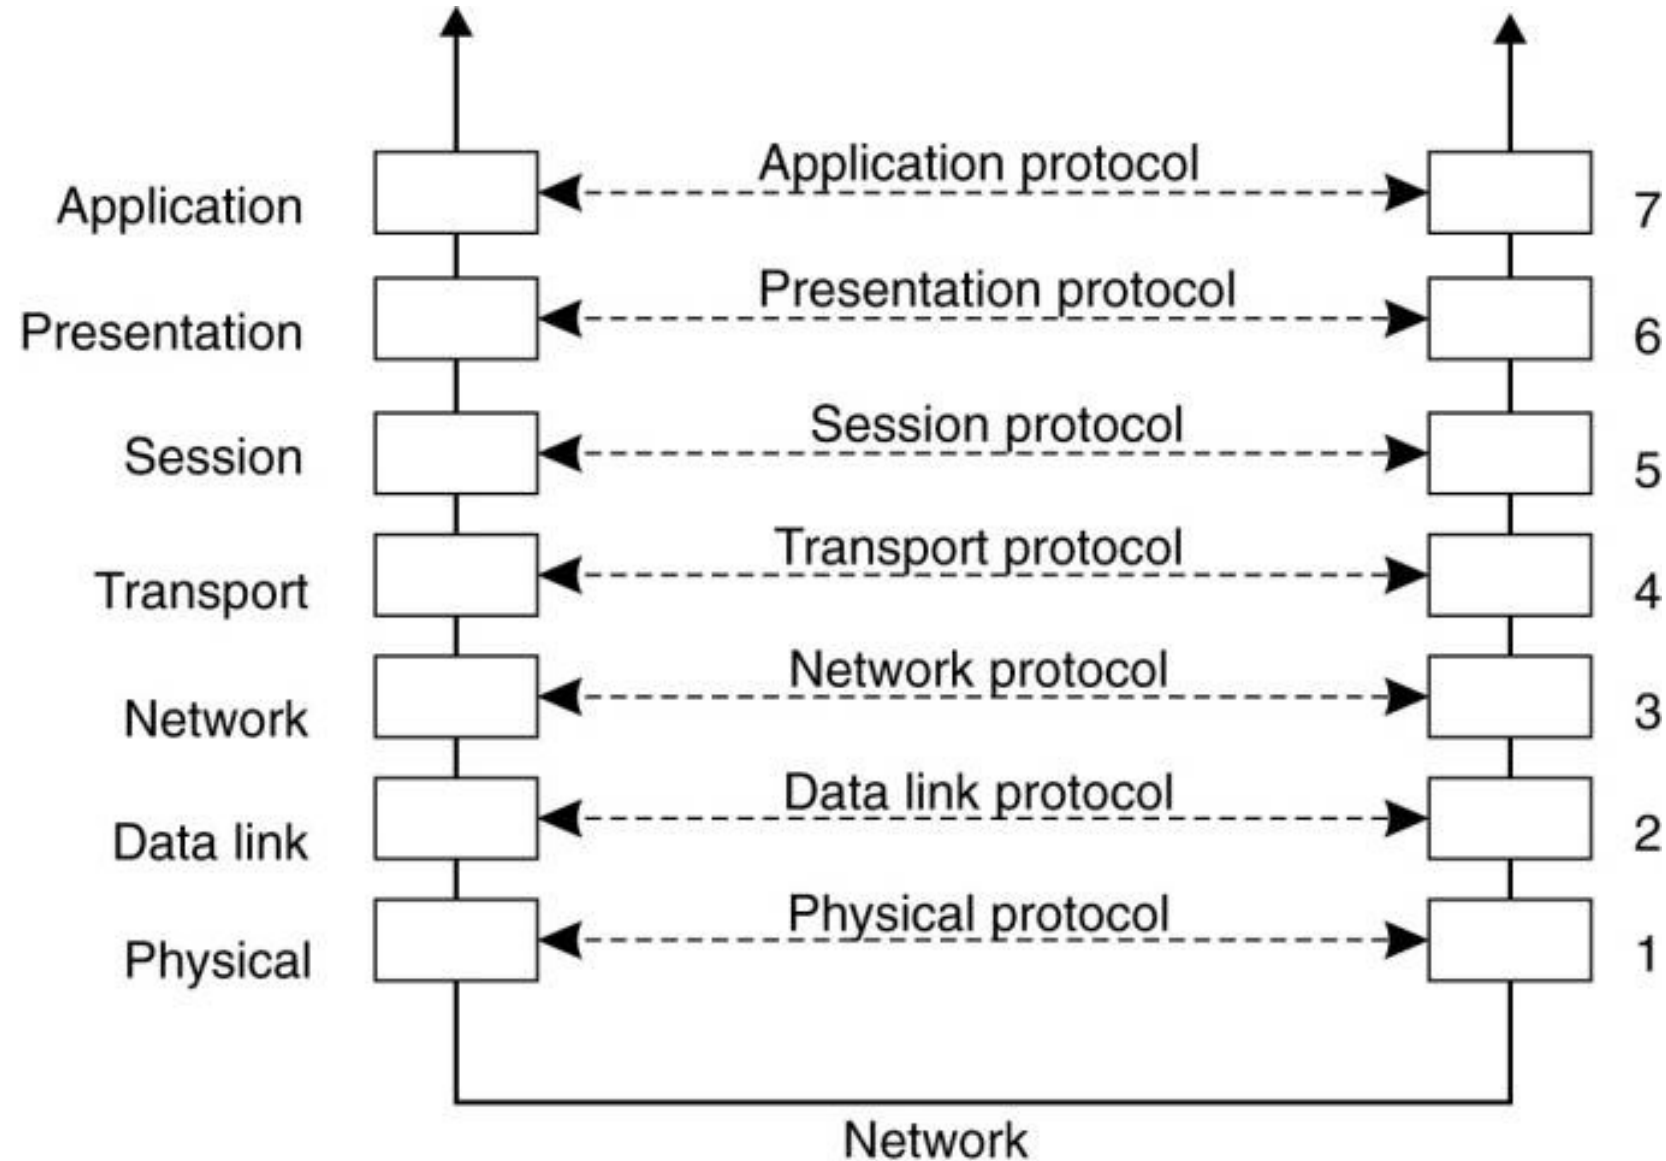 Application protocol
Application
7
Presentation protocol
Presentation
6
Session protocol
Session
5
Transport protocol
Transport
4
Network protocol
Network
3
Data link protocol
Data link
2
Physical protocol
Physical
1
Network